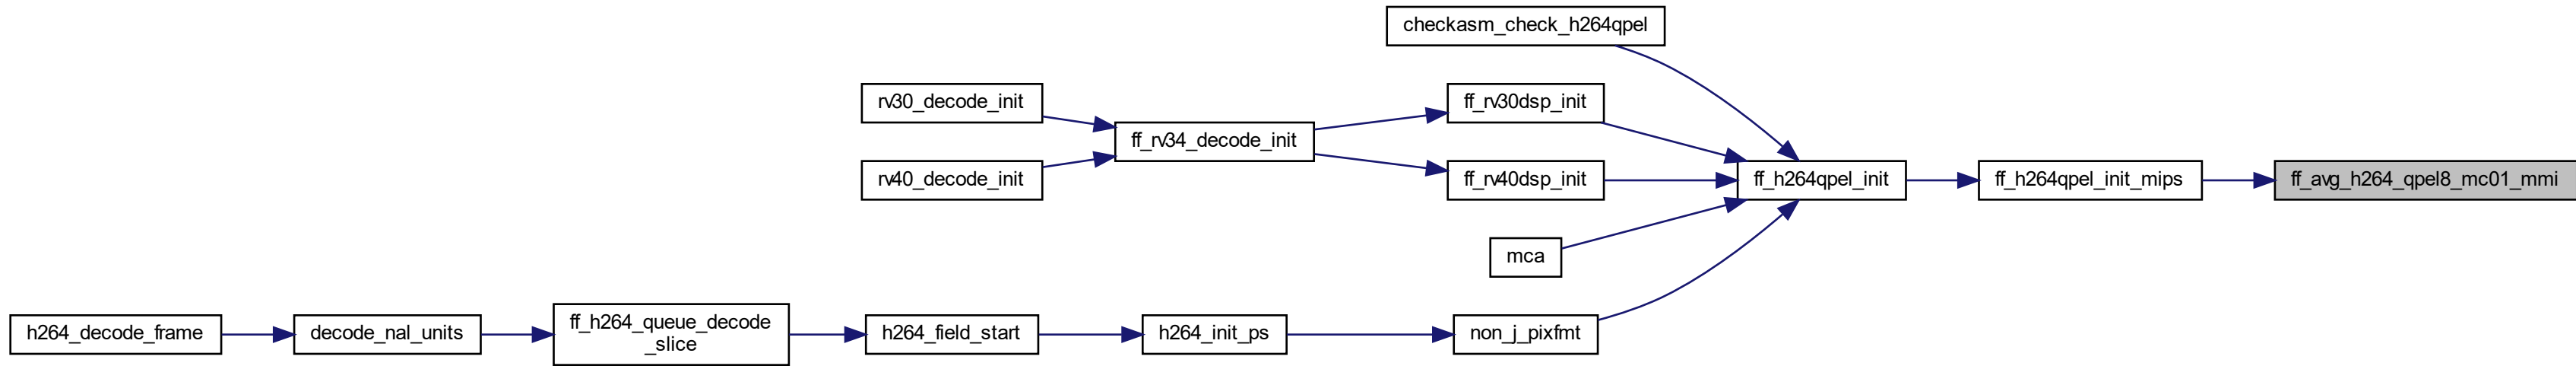 checkasm_check_h264qpel
rv30_decode_init
ff_rv30dsp_init
ff_rv34_decode_init
rv40_decode_init
ff_rv40dsp_init
ff_h264qpel_init
ff_h264qpel_init_mips
ff_avg_h264_qpel8_mc01_mmi
mca
h264_decode_frame
decode_nal_units
ff_h264_queue_decode
_slice
h264_field_start
h264_init_ps
non_j_pixfmt